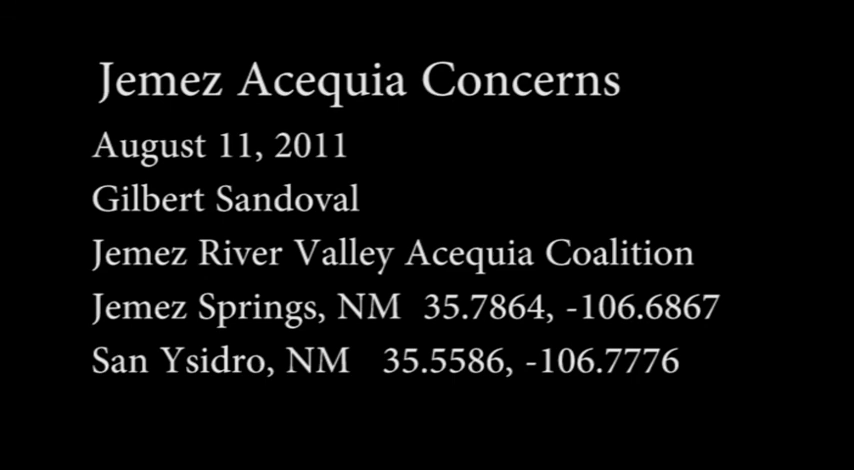 Jemez Acequia Concerns
August 11, 2011
Gilbert Sandoval
Jemez River Valley Acequia Coalition
Jemez Springs, NM 35.7864, -106.6867
San Ysidro, NM 35.5586, -106.7776